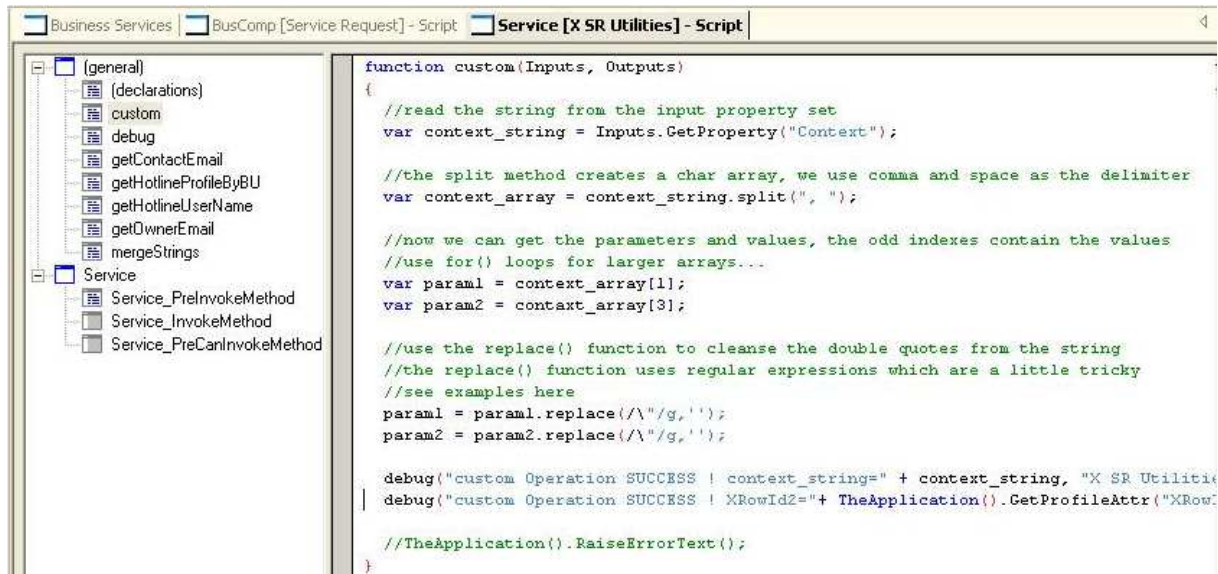 Business Services
BusComp [Service Request] - Script
Service [X SR Utilities] - Script
(general)
(declarations)
custom
debug
getContactEmail
getHotlineProfileByBU
getHotlineUserName
getOwnerEmail
mergeStrings
Service
Service_PreInvokeMethod
Service_InvokeMethod
Service_PreCanInvokeMethod
function custom(Inputs, Outputs)
{
//read the string from the input property set
var context_string = Inputs.GetProperty("Context");
//the split method creates a char array, we use comma and space as the delimiter
var context_array = context_string.split(", ");
//now we can get the parameters and values, the odd indexes contain the values
//use for() loops for larger arrays...
var param1 = context_array[1];
var param2 = contaxt_array[3];
//use the replace() function to cleanse the double quotes from the string
//the replace() function uses regular expressions which are a little tricky
//see examples here
param1 = param1.replace(/\"/g,'');
param2 = param2.replace(/\"/g,'');
debug("custom Operation SUCCESS ! context_string=" + context_string, "X SR Utilitie
debug("custom Operation SUCCESS ! XRowId2="+ TheApplication().GetProfileAttr("XRowI
//TheApplication().RaiseErrorText();
}